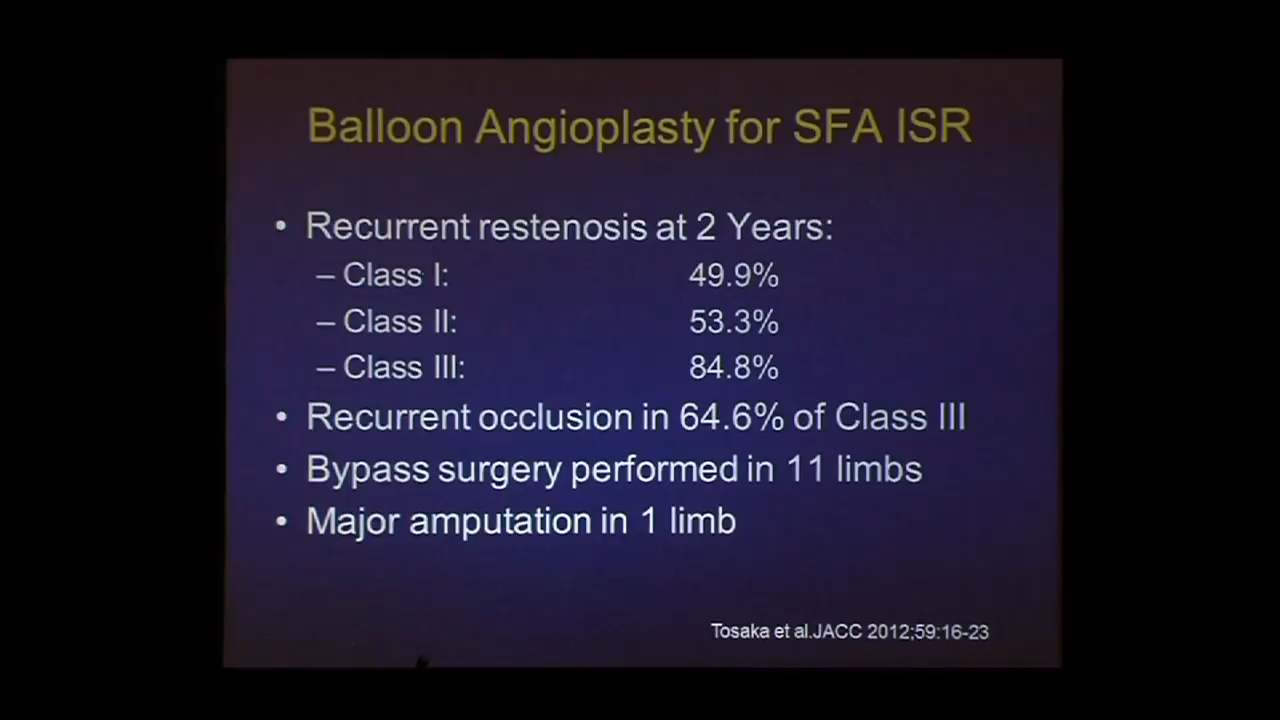 Balloon Angioplasty for SFA ISR
• Recurrent restenosis at 2 Years:
– Class I: 49.9%
– Class II: 53.3%
– Class III: 84.8%
• Recurrent occlusion in 64.6% of Class III
• Bypass surgery performed in 11 limbs
• Major amputation in 1 limb
Tosaka et al.JACC 2012;59:16-23